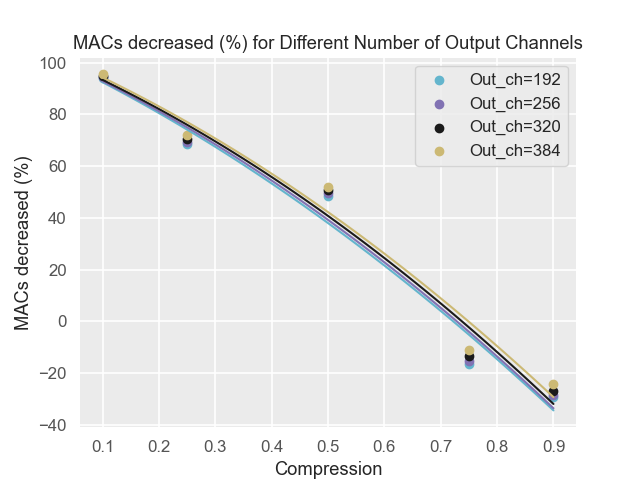 MACs decreased (%) for Different Number of Output Channels
Out_ch=192
Out_ch=256
Out_ch=320
Out_ch=384
MACs decreased (%)
100
80
60
40
20
0
−20
−40
0.1 0.2 0.3 0.4 0.5 0.6 0.7 0.8 0.9
Compression